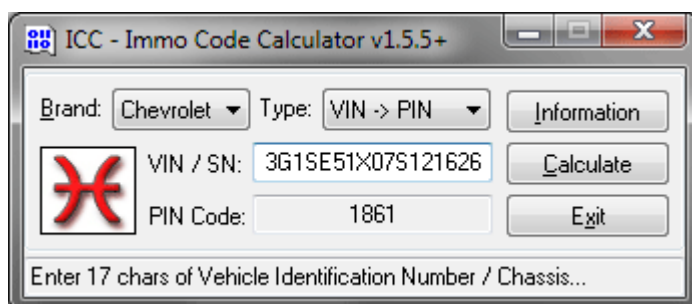 ICC - Immo Code Calculator v1.5.5+
Brand: Chevrolet Type: VIN -> PIN Information
VIN / SN: 3G1SE51X07S121626 Calculate
PIN Code: 1861 Exit
Enter 17 chars of Vehicle Identification Number / Chassis...